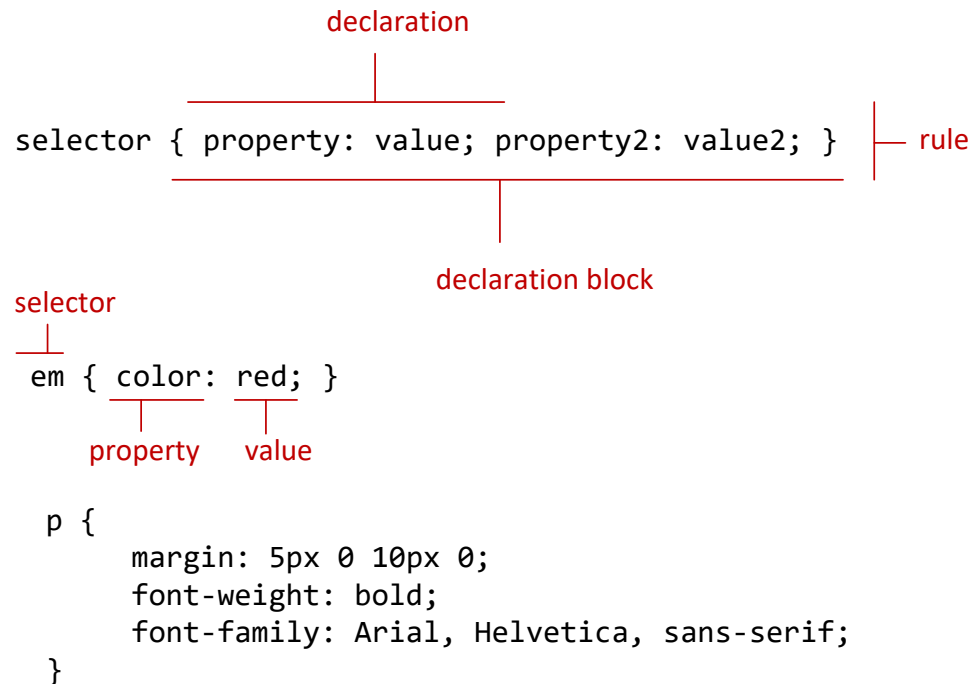 declaration
selector { property: value; property2: value2; }
rule
declaration block
selector
em { color: red; }
property value
p {
margin: 5px 0 10px 0;
font-weight: bold;
font-family: Arial, Helvetica, sans-serif;
}